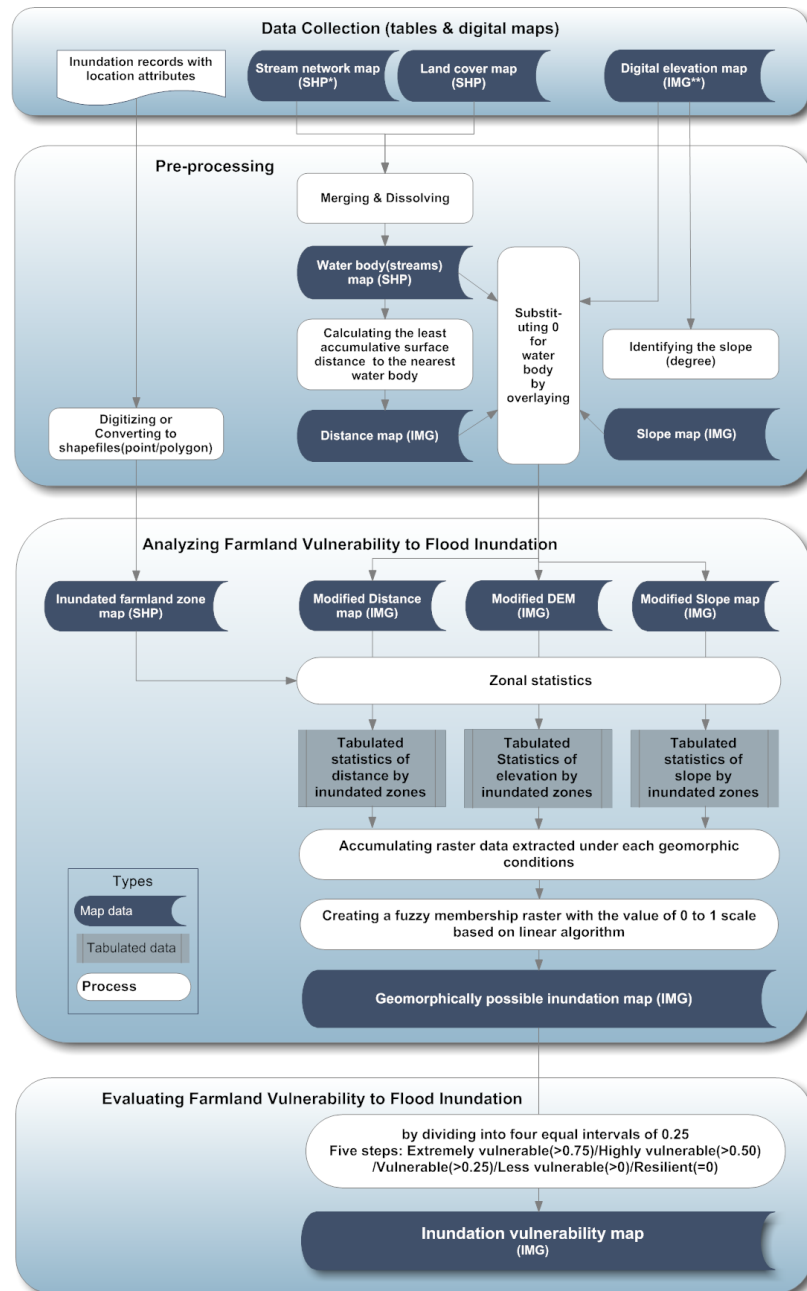 Data Collection (tables & digital maps)
Inundation records with
location attributes
Stream network map
(SHP*)
Land cover map
(SHP)
Digital elevation map
(IMG**)
Pre-processing
Merging & Dissolving
Water body(streams)
map (SHP)
Calculating the least
accumulative surface
distance to the nearest
water body
Distance map (IMG)
Substit-
uting 0
for
water
body
by
overlaying
Identifying the slope
(degree)
Slope map (IMG)
Digitizing or
Converting to
shapefiles(point/polygon)
Analyzing Farmland Vulnerability to Flood Inundation
Inundated farmland zone
map (SHP)
Modified Distance
map (IMG)
Modified DEM
(IMG)
Modified Slope map
(IMG)
Zonal statistics
Tabulated
statistics of
distance by
inundated zones
Tabulated
Statistics of
elevation by
inundated zones
Tabulated
statistics of
slope by
inundated zones
Accumulating raster data extracted under each geomorphic
conditions
Creating a fuzzy membership raster with the value of 0 to 1 scale
based on linear algorithm
Geomorphically possible inundation map (IMG)
Types
Map data
Tabulated data
Process
Evaluating Farmland Vulnerability to Flood Inundation
by dividing into four equal intervals of 0.25
Five steps: Extremely vulnerable(>0.75)/Highly vulnerable(>0.50)
/Vulnerable(>0.25)/Less vulnerable(>0)/Resilient(=0)
Inundation vulnerability map
(IMG)